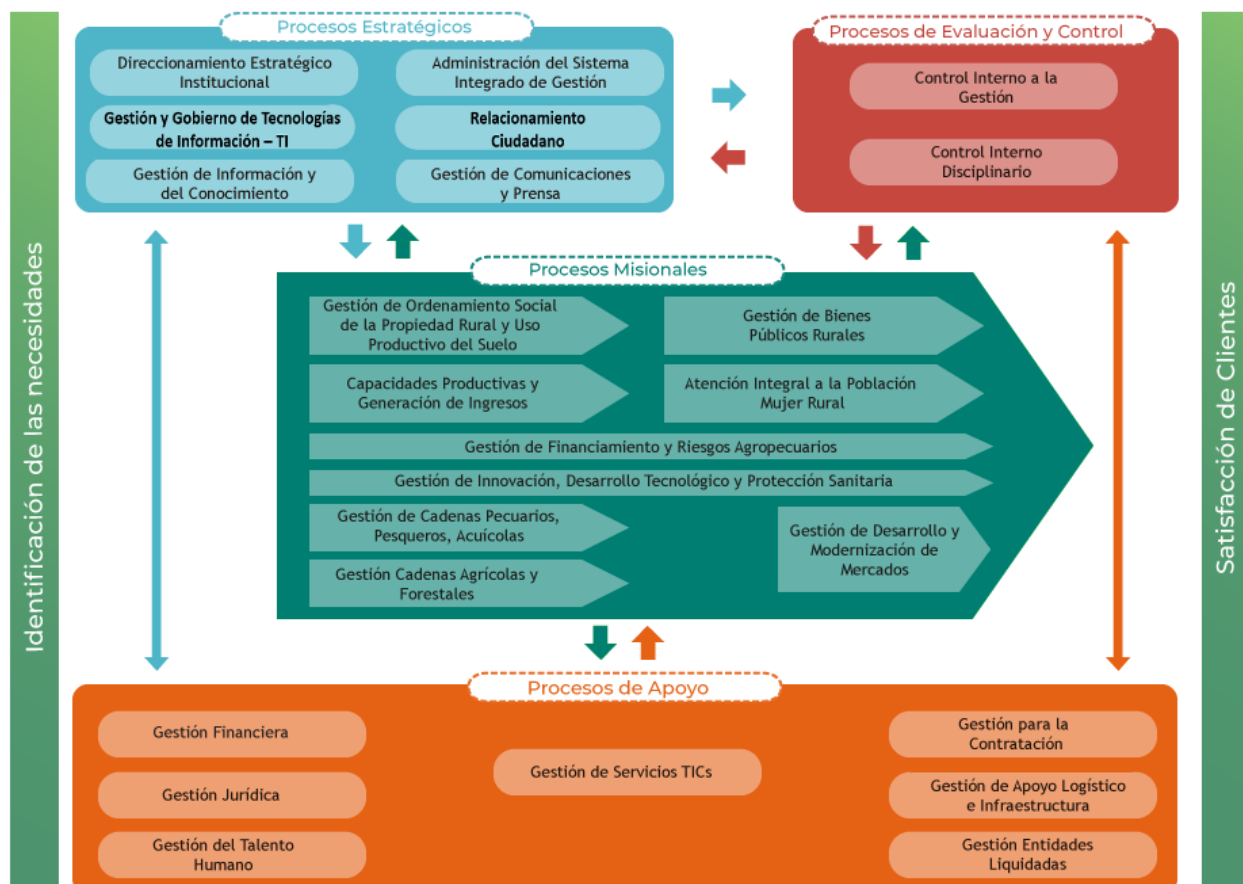 Identificación de las necesidades
Procesos Estratégicos
Direccionamiento Estratégico
Institucional
Administración del Sistema
Integrado de Gestión
Gestión y Gobierno de Tecnologías
de Información – TI
Relacionamiento
Ciudadano
Gestión de Información y
del Conocimiento
Gestión de Comunicaciones
y Prensa
Procesos de Evaluación y Control
Control Interno a la
Gestión
Control Interno
Disciplinario
Procesos Misionales
Gestión de Ordenamiento Social
de la Propiedad Rural y Uso
Productivo del Suelo
Gestión de Bienes
Públicos Rurales
Capacidades Productivas y
Generación de Ingresos
Atención Integral a la Población
Mujer Rural
Gestión de Financiamiento y Riesgos Agropecuarios
Gestión de Innovación, Desarrollo Tecnológico y Protección Sanitaria
Gestión de Cadenas Pecuarios,
Pesqueros, Acuícolas
Gestión de Desarrollo y
Modernización de
Mercados
Gestión Cadenas Agrícolas y
Forestales
Procesos de Apoyo
Gestión Financiera
Gestión Jurídica
Gestión del Talento
Humano
Gestión de Servicios TICs
Gestión para la
Contratación
Gestión de Apoyo Logístico
e Infraestructura
Gestión Entidades
Liquidadas
Satisfacción de Clientes